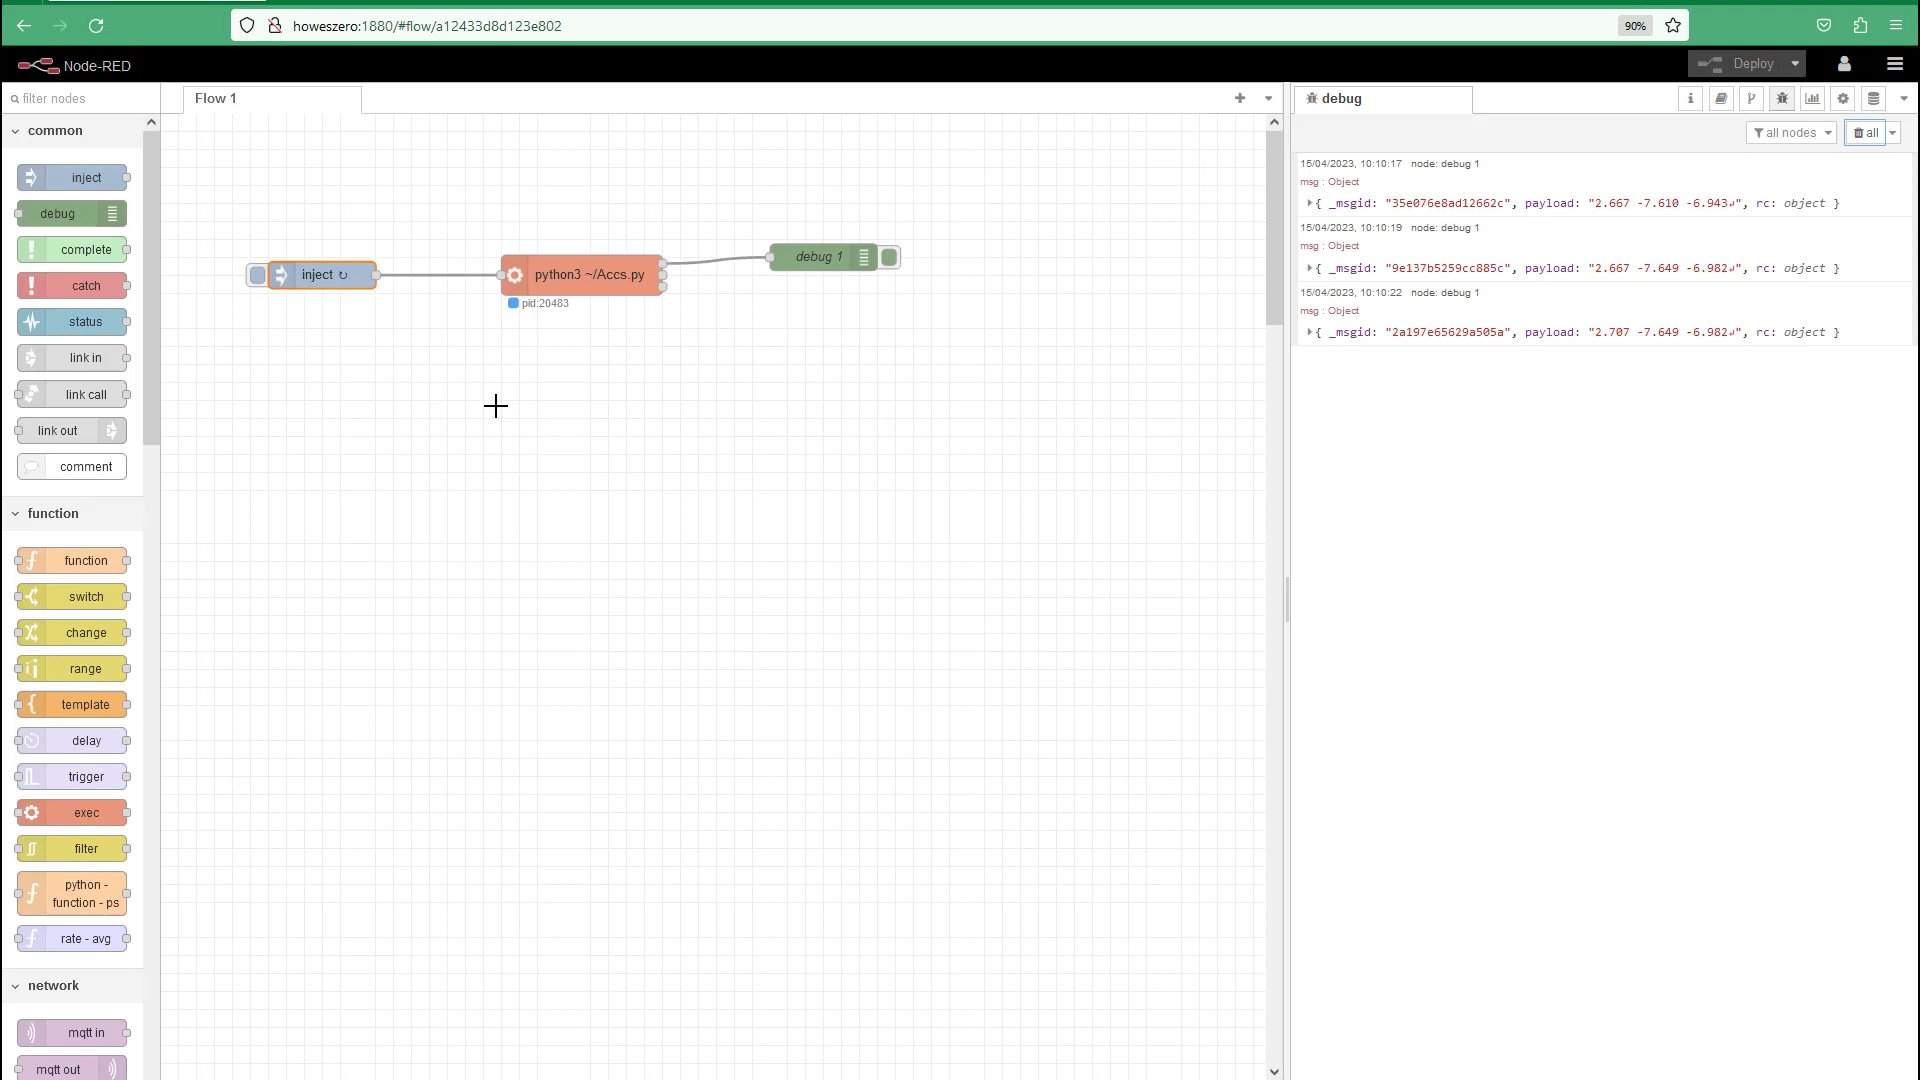 howeszero:1880/#flow/a12433d8d123e802
90%
Node-RED
Deploy
filter nodes
Flow 1
debug
i
all nodes
all
common
inject
debug
complete
catch
status
link in
link call
link out
comment
function
function
switch
change
range
template
delay
trigger
exec
filter
python -
function - ps
rate - avg
network
mqtt in
mqtt out
inject ↻
python3 ~/Accs.py
pid:20483
debug 1
15/04/2023, 10:10:17 node: debug 1
msg : Object
{ _msgid: "35e076e8ad12662c", payload: "2.667 -7.610 -6.943↵", rc: object }
15/04/2023, 10:10:19 node: debug 1
msg : Object
{ _msgid: "9e137b5259cc885c", payload: "2.667 -7.649 -6.982↵", rc: object }
15/04/2023, 10:10:22 node: debug 1
msg : Object
{ _msgid: "2a197e65629a505a", payload: "2.707 -7.649 -6.982↵", rc: object }